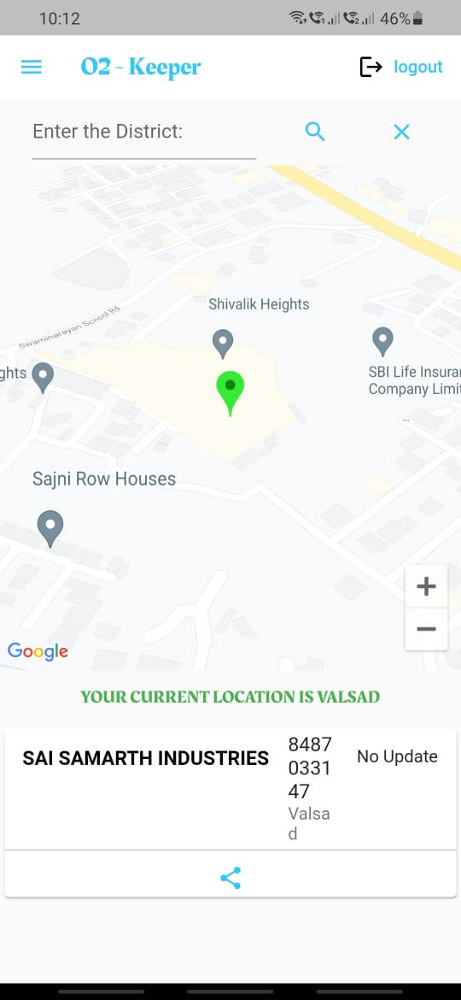 10:12
46%
O2 - Keeper
logout
Enter the District:
Swaminarayan School Rd
Shivalik Heights
ghts
SBI Life Insura
Company Limit
Sajni Row Houses
+
−
Google
YOUR CURRENT LOCATION IS VALSAD
SAI SAMARTH INDUSTRIES
8487
0331
47
Valsa
d
No Update